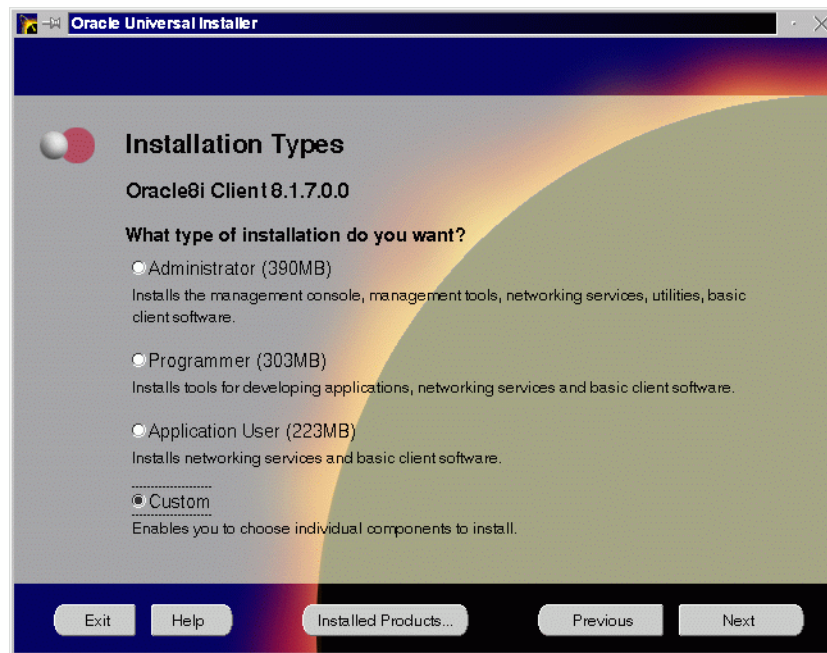 Oracle Universal Installer
Installation Types
Oracle8i Client 8.1.7.0.0
What type of installation do you want?
Administrator (390MB)
Installs the management console, management tools, networking services, utilities, basic
client software.
Programmer (303MB)
Installs tools for developing applications, networking services and basic client software.
Application User (223MB)
Installs networking services and basic client software.
Custom
Enables you to choose individual components to install.
Exit Help Installed Products... Previous Next